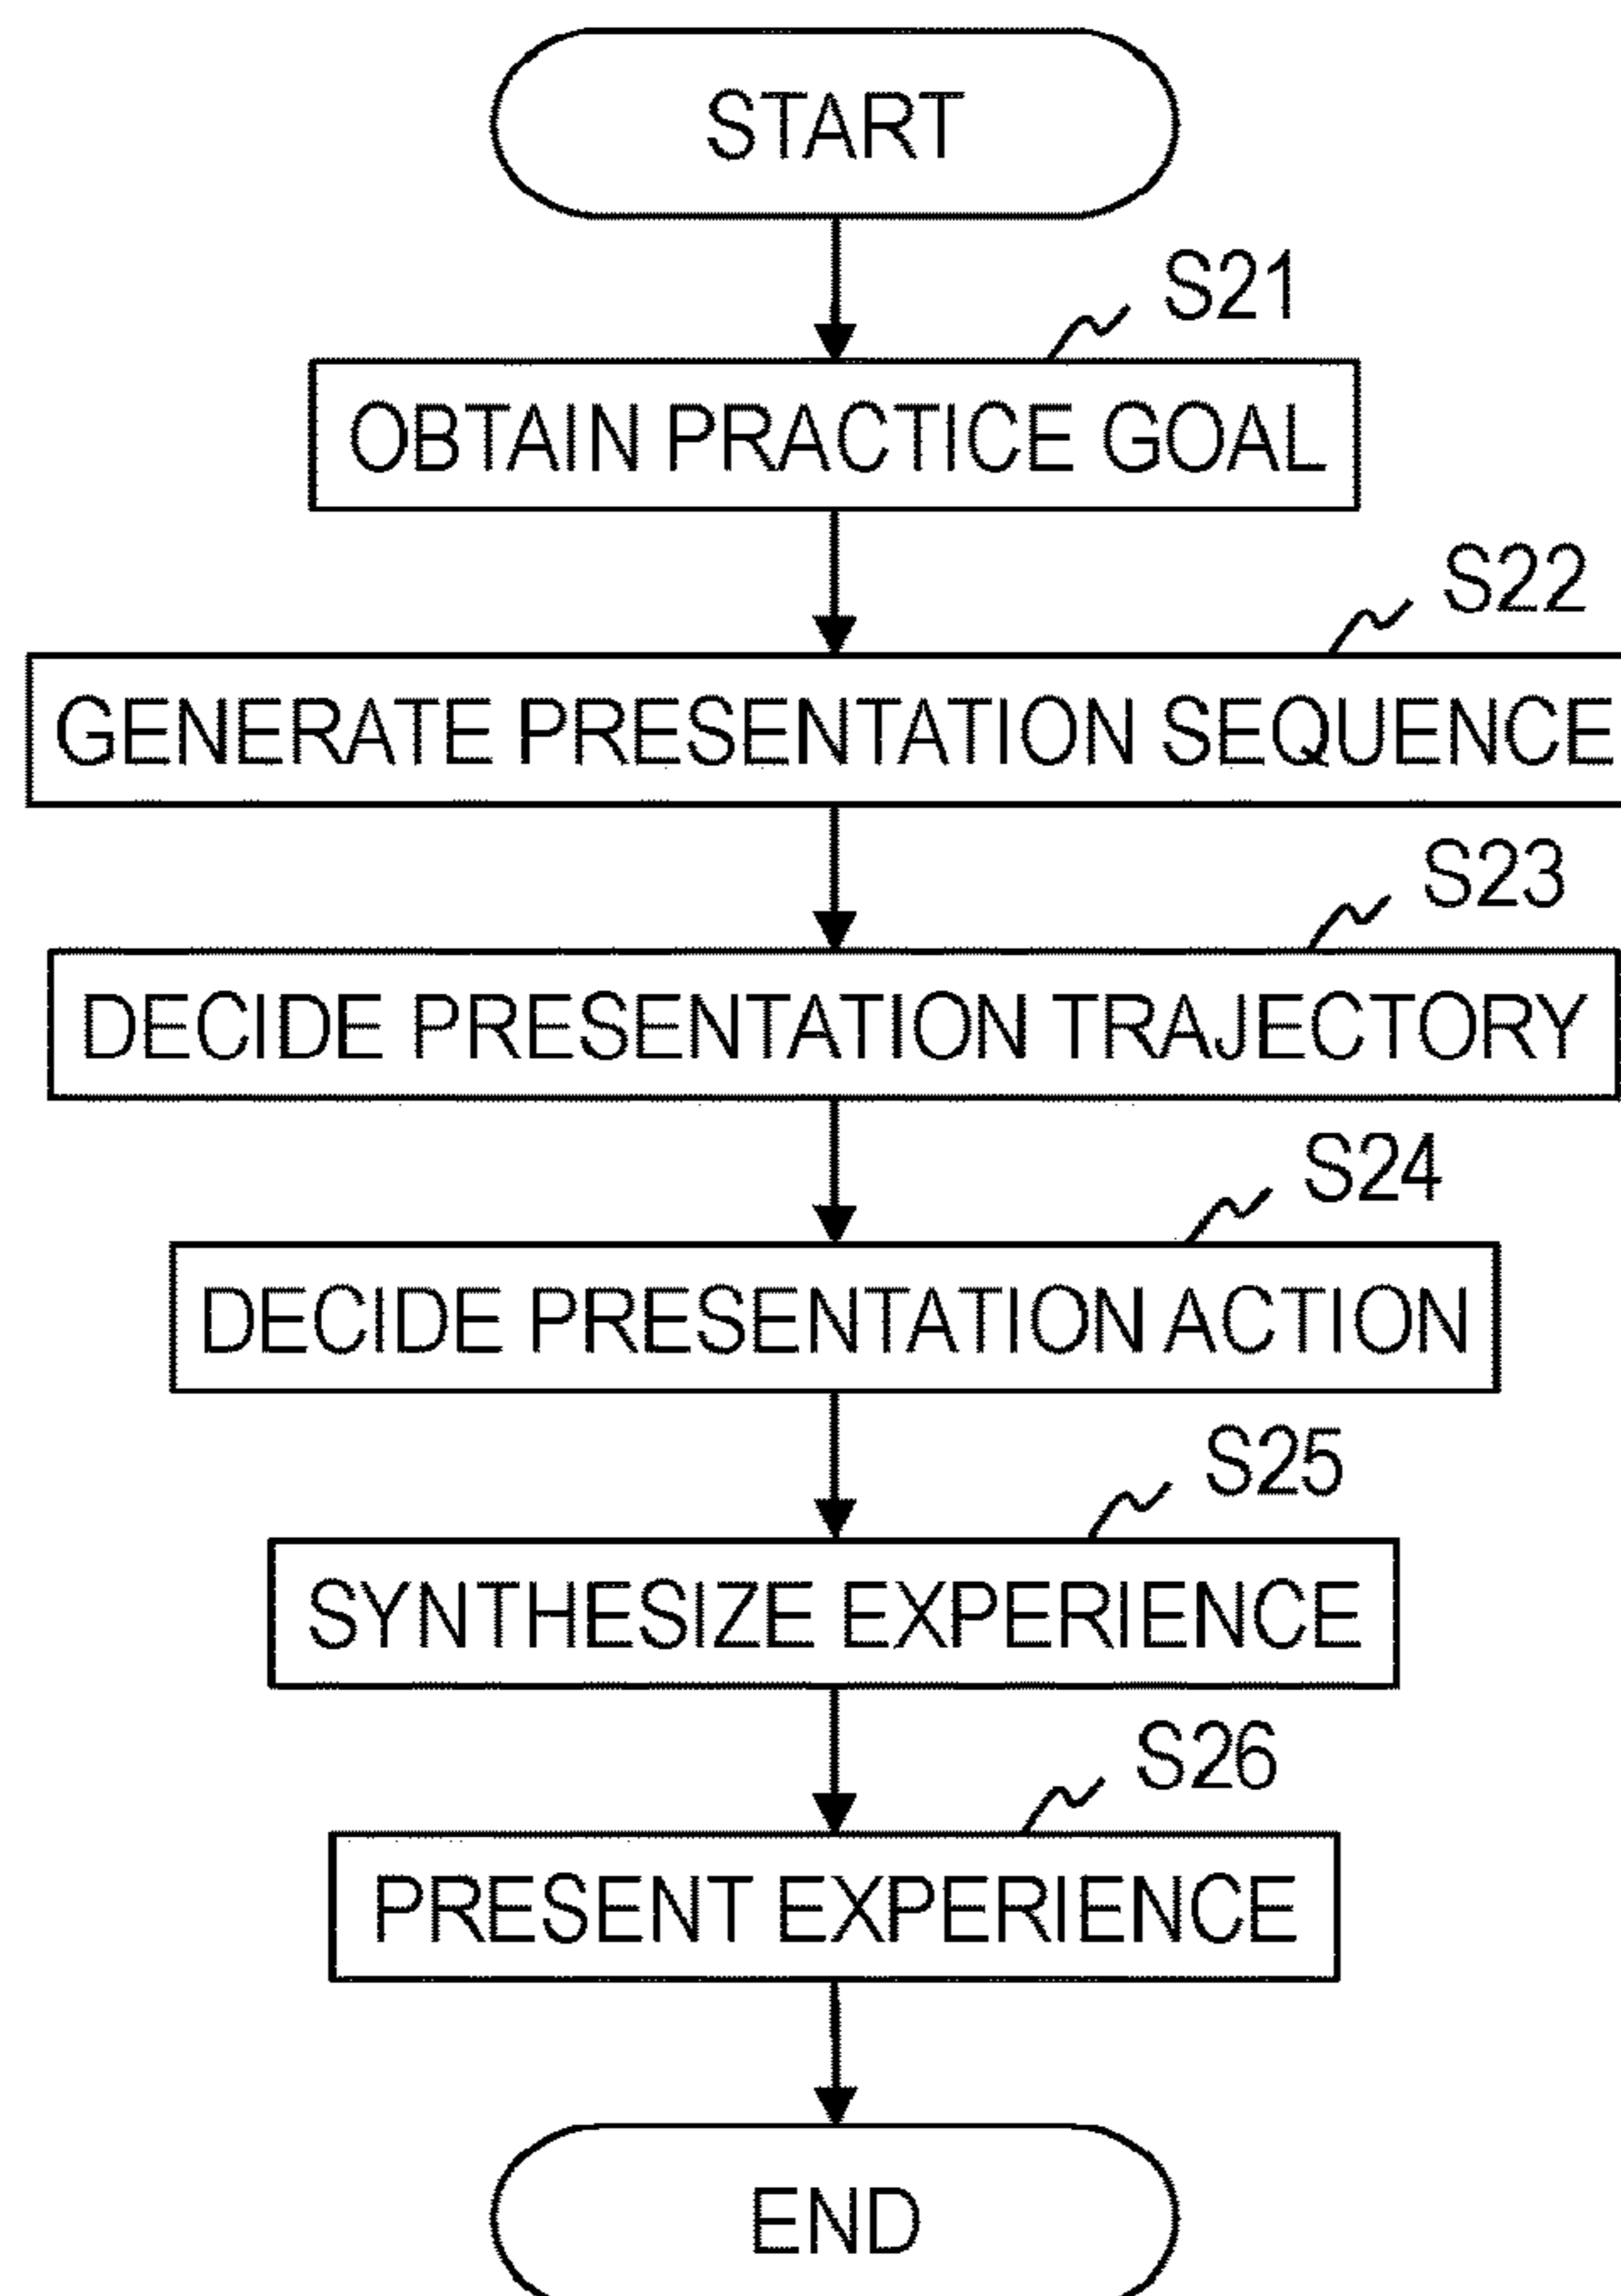 START
S21
OBTAIN PRACTICE GOAL
S22
GENERATE PRESENTATION SEQUENCE
S23
DECIDE PRESENTATION TRAJECTORY
S24
DECIDE PRESENTATION ACTION
S25
SYNTHESIZE EXPERIENCE
S26
PRESENT EXPERIENCE
END